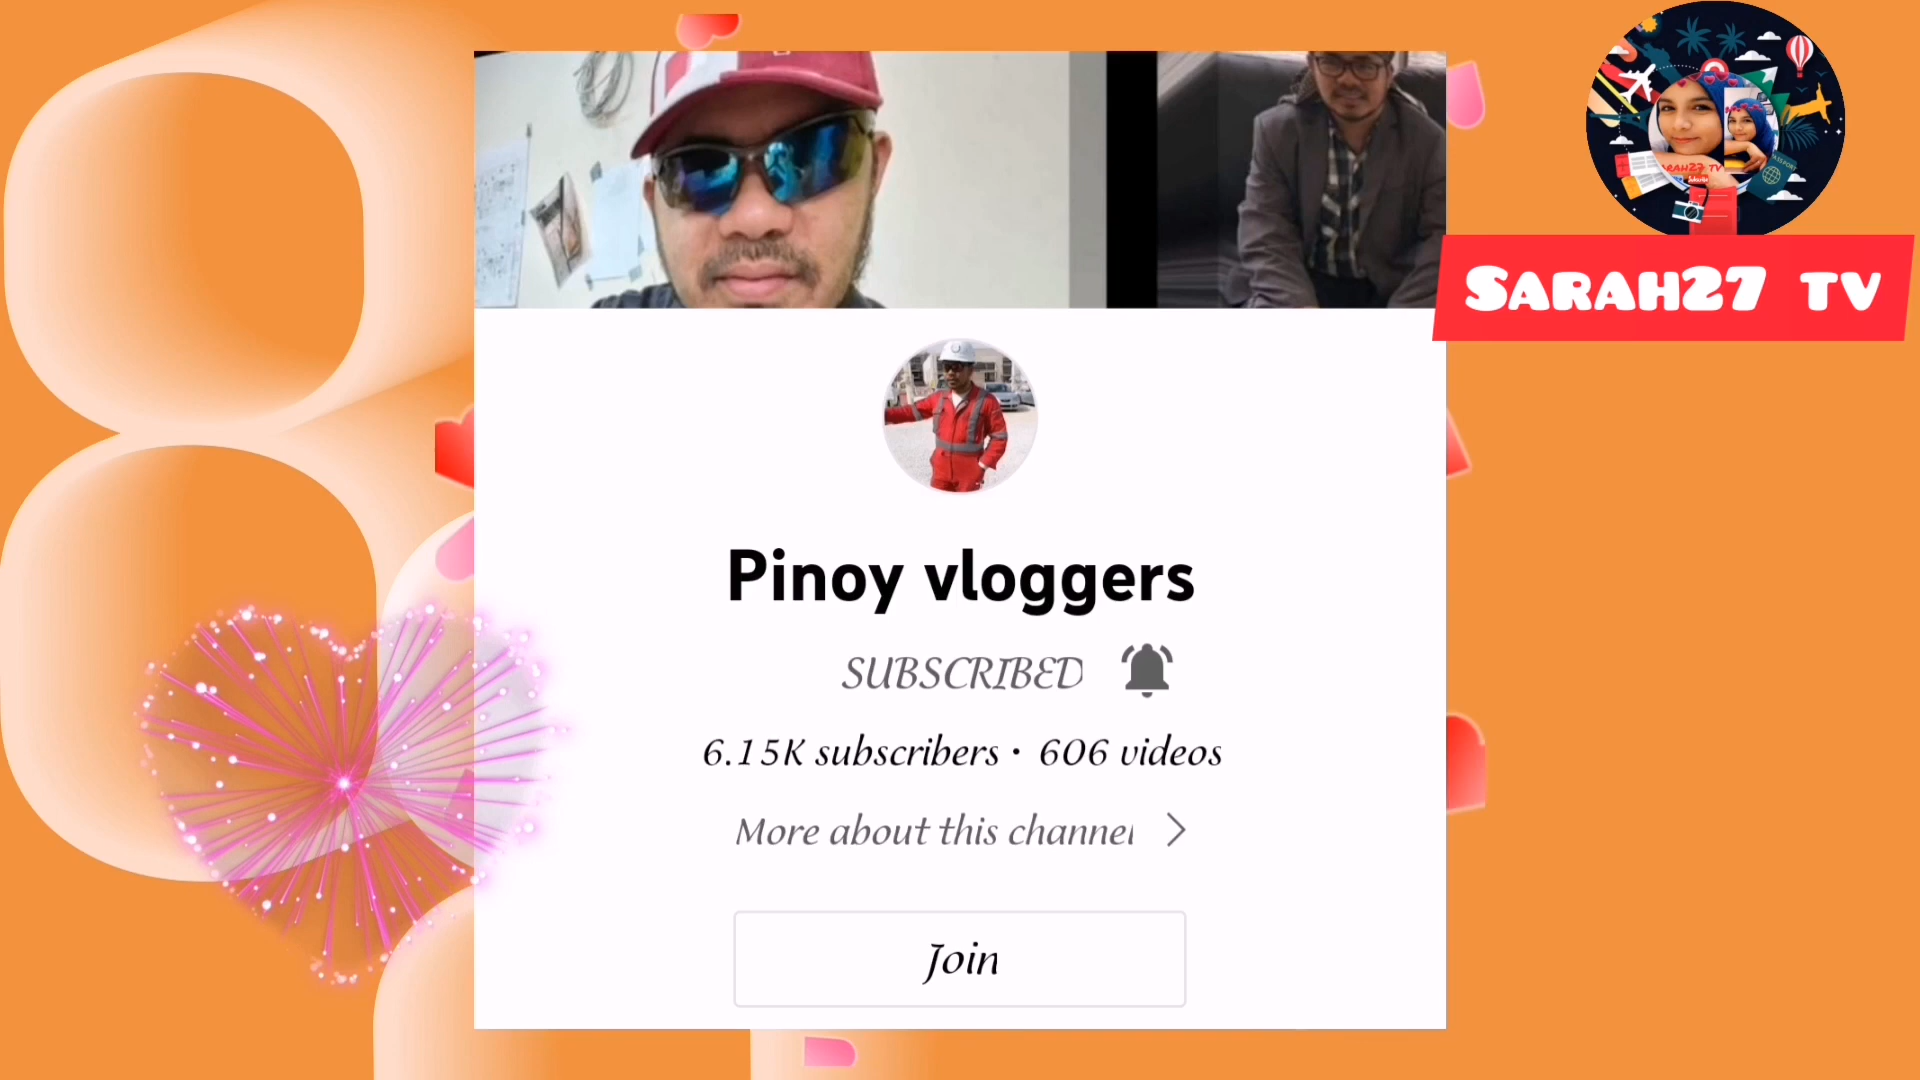 SARAH27 TV
Pinoy vloggers
SUBSCRIBED
6.15K subscribers • 606 videos
More about this channel
Join